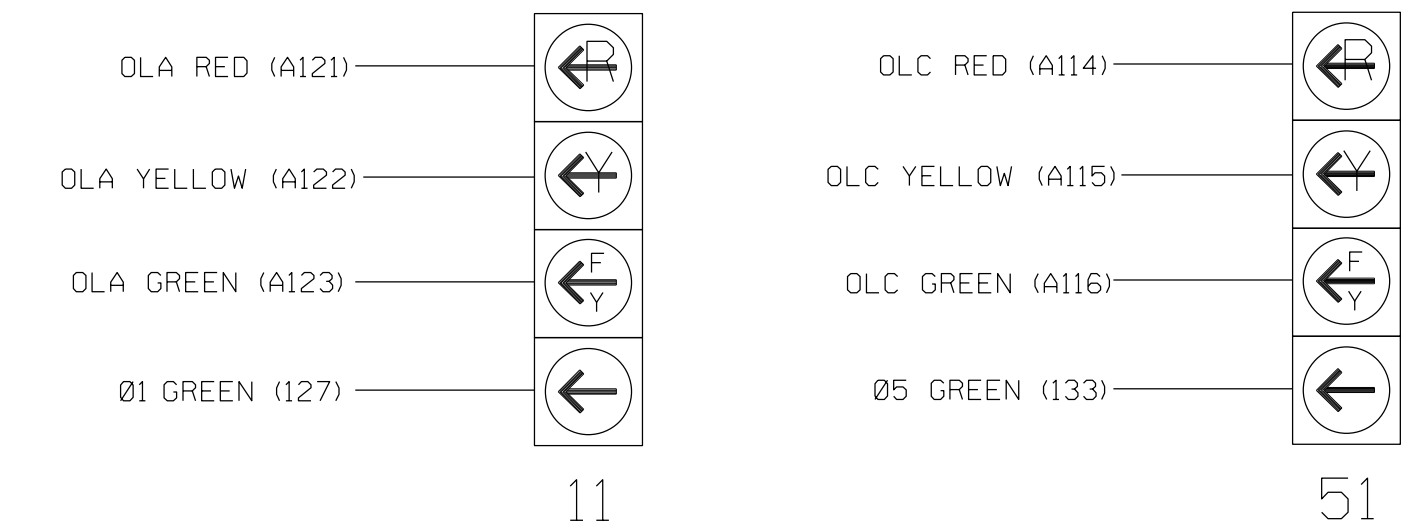 OLA RED (A121)
R
OLA YELLOW (A122)
Y
OLA GREEN (A123)
F
Y
Ø1 GREEN (127)
11
OLC RED (A114)
R
OLC YELLOW (A115)
Y
OLC GREEN (A116)
F
Y
Ø5 GREEN (133)
51